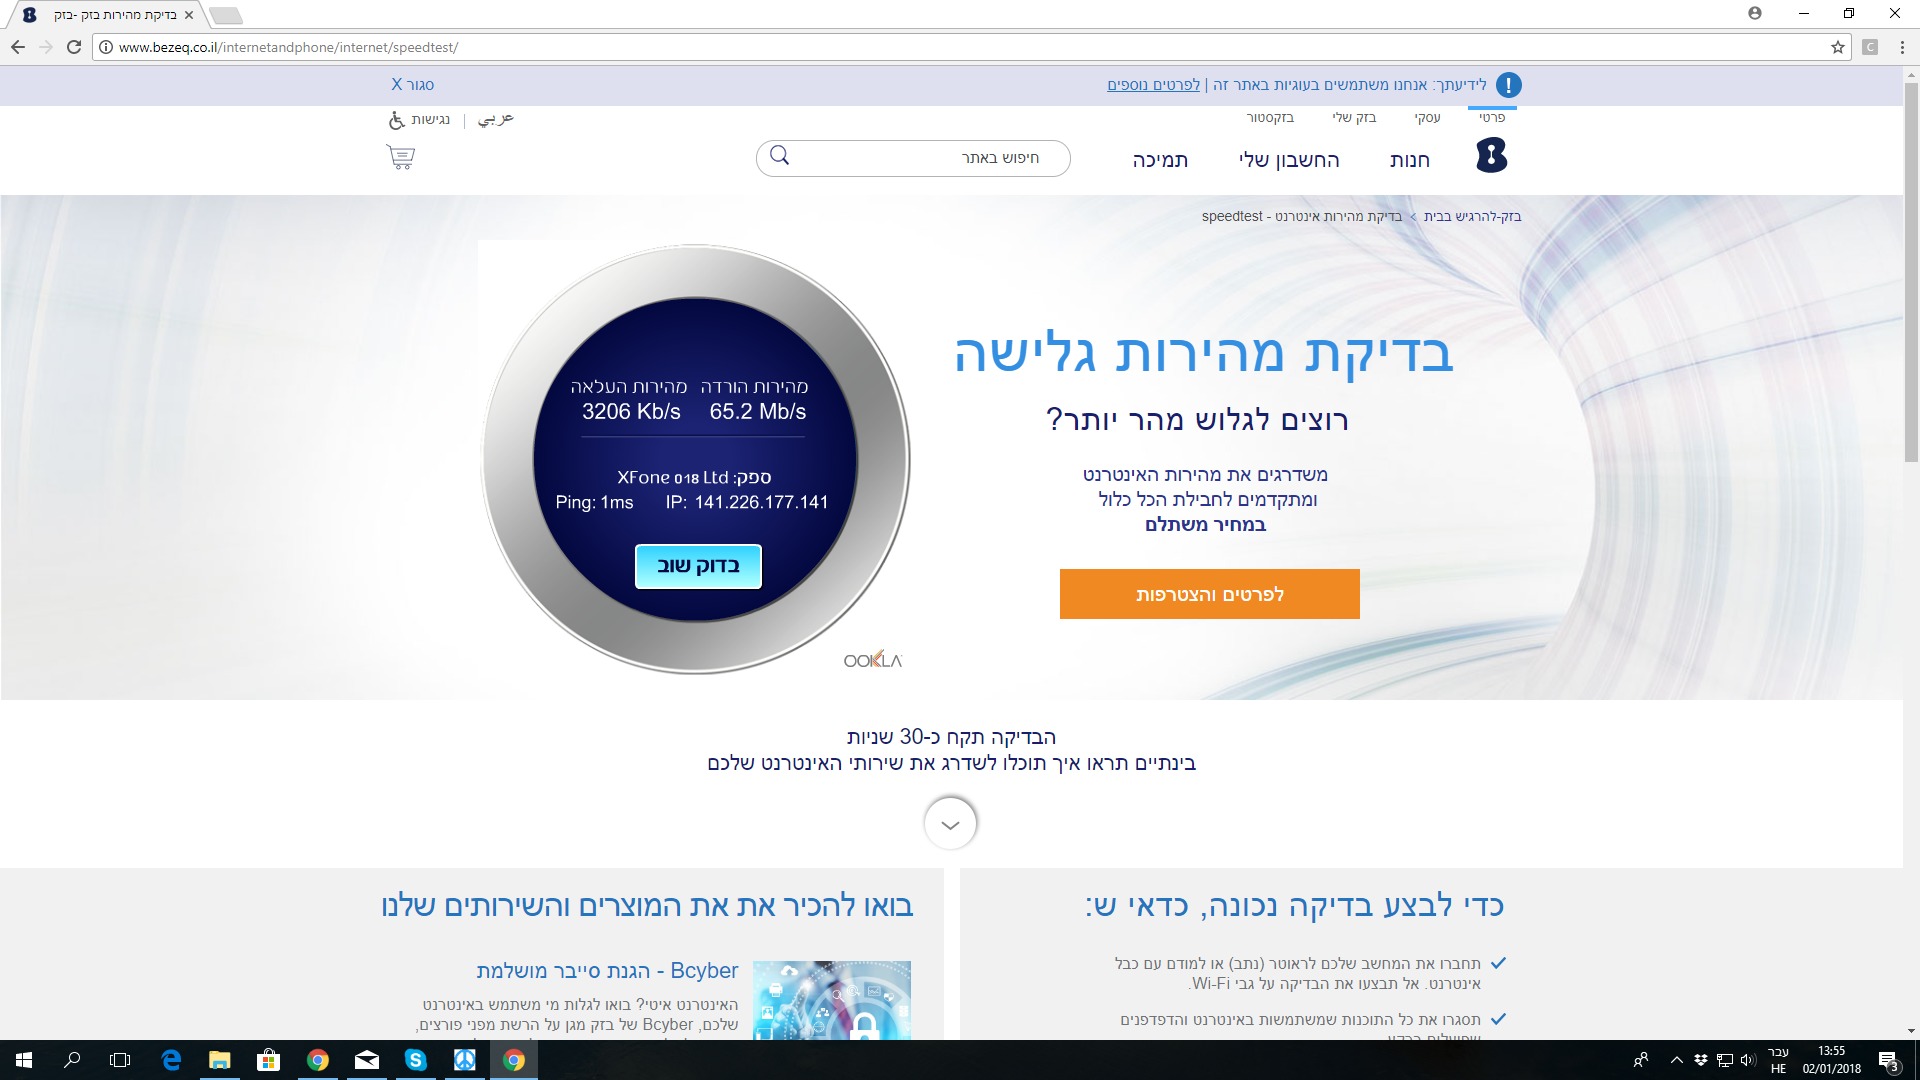 בדיקת מהירות בזק -בזק
www.bezeq.co.il/internetandphone/internet/speedtest/
C
לידיעתך: אנחנו משתמשים בעוגיות באתר זה | לפרטים נוספים
סגור X
פרטי
עסקי
בזק שלי
בזקסטור
عربي
נגישות
חנות
החשבון שלי
תמיכה
חיפוש באתר
בזק-להרגיש בבית > בדיקת מהירות אינטרנט - speedtest
בדיקת מהירות גלישה
רוצים לגלוש מהר יותר?
משדרגים את מהירות האינטרנט
ומתקדמים לחבילת הכל כלול
במחיר משתלם
לפרטים והצטרפות
מהירות הורדה מהירות העלאה
3206 Kb/s 65.2 Mb/s
ספק: XFone 018 Ltd
Ping: 1ms IP: 141.226.177.141
בדוק שוב
OOKLA
הבדיקה תקח כ-30 שניות
בינתיים תראו איך תוכלו לשדרג את שירותי האינטרנט שלכם
כדי לבצע בדיקה נכונה, כדאי ש:
תחברו את המחשב שלכם לראוטר (נתב) או למודם עם כבל
אינטרנט. אל תבצעו את הבדיקה על גבי Wi-Fi.
תסגרו את כל התוכנות שמשתמשות באינטרנט והדפדפנים
בואו להכיר את את המוצרים והשירותים שלנו
Bcyber - הגנת סייבר מושלמת
האינטרנט איטי? בואו לגלות מי משתמש באינטרנט
שלכם, Bcyber של בזק מגן על הרשת מפני פורצים,
עבר
HE
13:55
02/01/2018
3